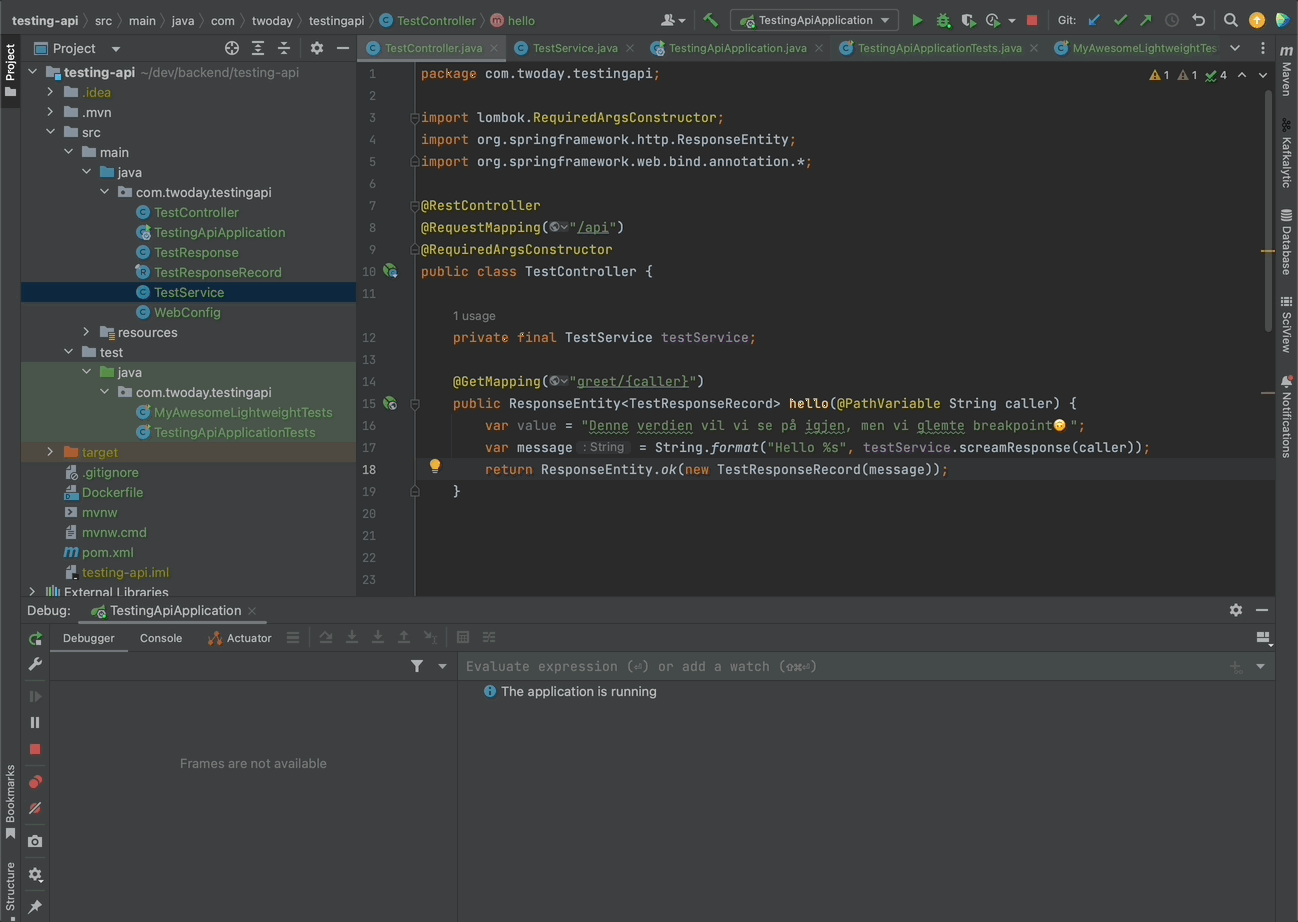 testing-api
src
main
java
com
twoday
testingapi
TestController
hello
TestingApiApplication
Git:
Project
Project
TestController.java
TestService.java
TestingApiApplication.java
TestingApiApplicationTests.java
MyAwesomeLightweightTes
testing-api ~/dev/backend/testing-api
.idea
.mvn
src
main
java
com.twoday.testingapi
TestController
TestingApiApplication
TestResponse
TestResponseRecord
TestService
WebConfig
resources
test
java
com.twoday.testingapi
MyAwesomeLightweightTests
TestingApiApplicationTests
target
.gitignore
Dockerfile
mvnw
mvnw.cmd
pom.xml
testing-api.iml
External Libraries
1 package com.twoday.testingapi;
2
3 import lombok.RequiredArgsConstructor;
4 import org.springframework.http.ResponseEntity;
5 import org.springframework.web.bind.annotation.*;
6
7 @RestController
8 @RequestMapping("/api")
9 @RequiredArgsConstructor
10 public class TestController {
11
1 usage
12 private final TestService testService;
13
14 @GetMapping("greet/{caller}")
15 public ResponseEntity<TestResponseRecord> hello(@PathVariable String caller) {
16 var value = "Denne verdien vil vi se på igjen, men vi glemte breakpoint🤭";
17 var message : String = String.format("Hello %s", testService.screamResponse(caller));
18 return ResponseEntity.ok(new TestResponseRecord(message));
19 }
20
21
22
23
1 1 4
m
Maven
Kafkalytic
Database
SciView
Notifications
Debug: TestingApiApplication
Debugger
Console
Actuator
Evaluate expression (⏎) or add a watch (⇧⌘⏎)
The application is running
Frames are not available
Bookmarks
Structure